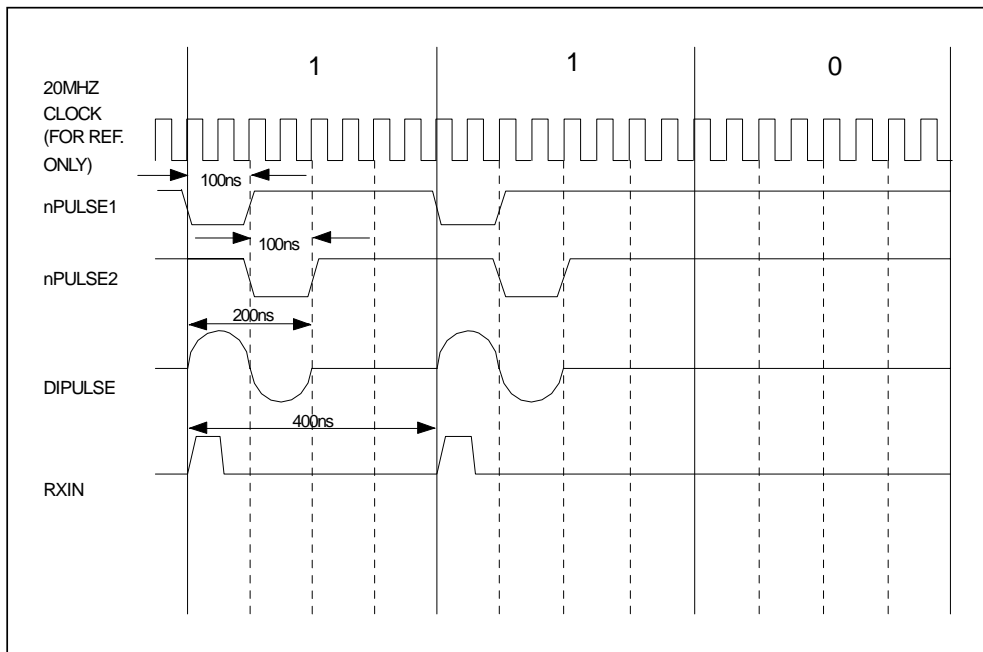 1 1 0
20MHZ
CLOCK
(FOR REF.
ONLY)
100ns
nPULSE1
100ns
nPULSE2
200ns
DIPULSE
400ns
RXIN